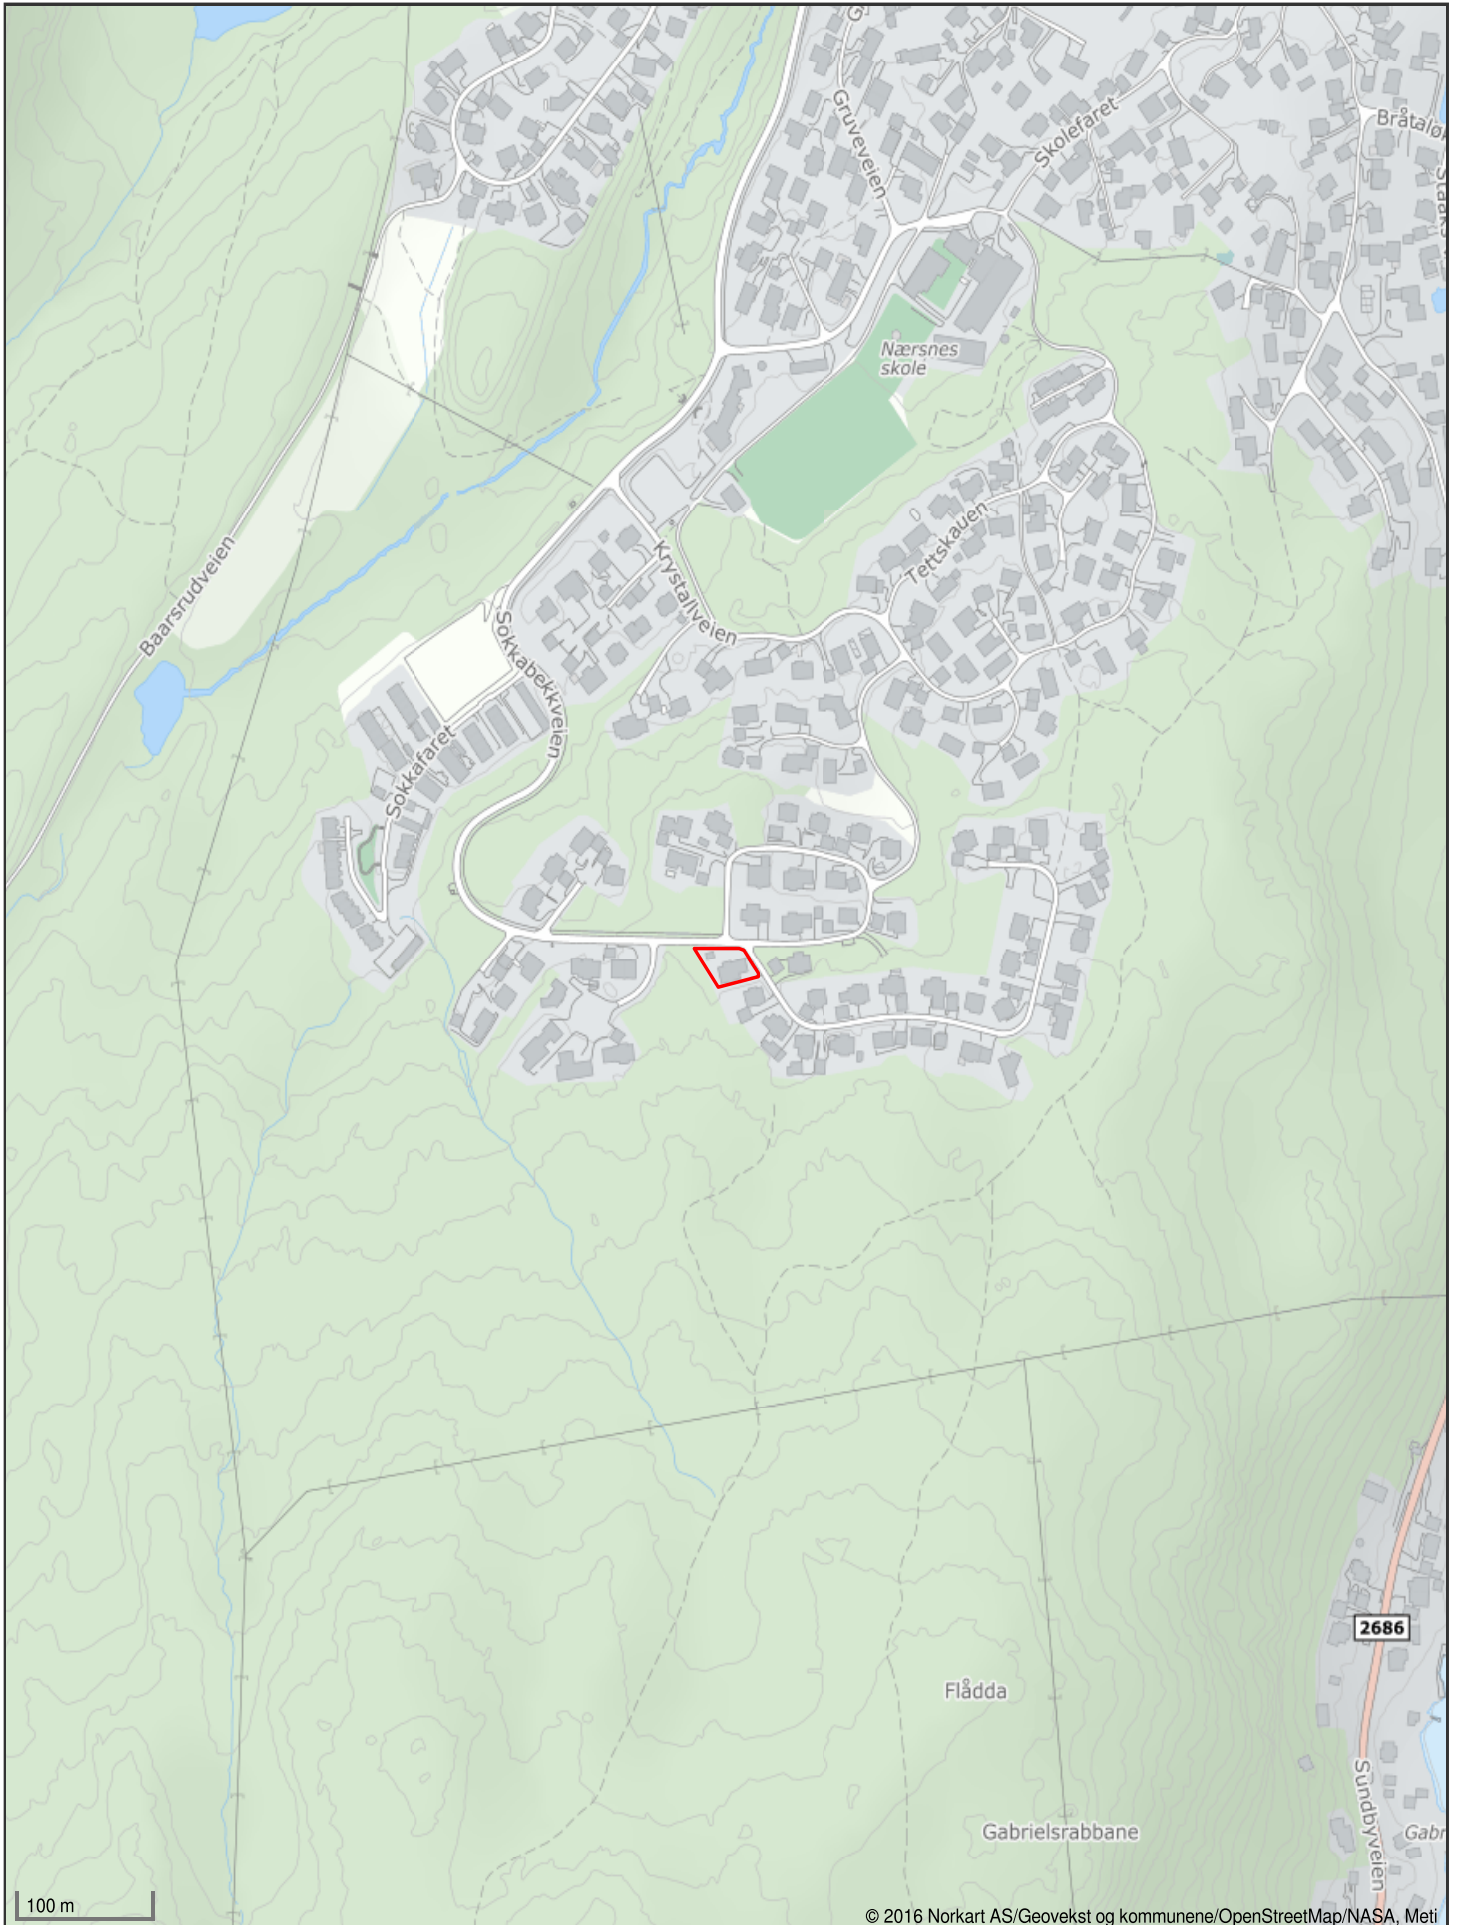 Gruveveien
Skolefaret
Nærsnes
skole
Tettskauen
Krystallveien
Baarsrudveien
Sokkabekkveien
Sokkafaret
2686
Flådda
Sundbyveien
Gabrielsrabbane
Gabr
100 m
© 2016 Norkart AS/Geovekst og kommunene/OpenStreetMap/NASA, Meti